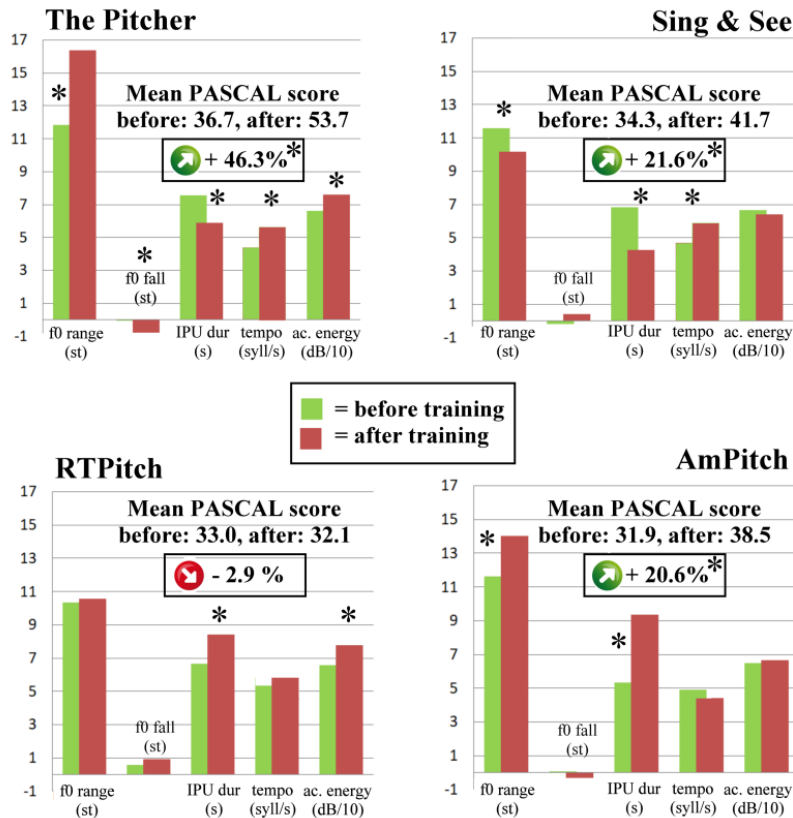 The Pitcher
17
15
13
11
9
7
5
3
1
-1
*
Mean PASCAL score
before: 36.7, after: 53.7
+ 46.3%*
*
f0 fall
(st)
*
*
*
f0 range
(st)
IPU dur
(s)
tempo
(syll/s)
ac. energy
(dB/10)
Sing & See
17
15
13
11
9
7
5
3
1
-1
*
Mean PASCAL score
before: 34.3, after: 41.7
+ 21.6%*
*
*
f0 fall
(st)
f0 range
(st)
IPU dur
(s)
tempo
(syll/s)
ac. energy
(dB/10)
= before training
= after training
RTPitch
17
15
13
11
9
7
5
3
1
-1
Mean PASCAL score
before: 33.0, after: 32.1
- 2.9 %
*
*
f0 fall
(st)
f0 range
(st)
IPU dur
(s)
tempo
(syll/s)
ac. energy
(dB/10)
AmPitch
17
15
13
11
9
7
5
3
1
-1
*
Mean PASCAL score
before: 31.9, after: 38.5
+ 20.6%*
*
f0 fall
(st)
f0 range
(st)
IPU dur
(s)
tempo
(syll/s)
ac. energy
(dB/10)